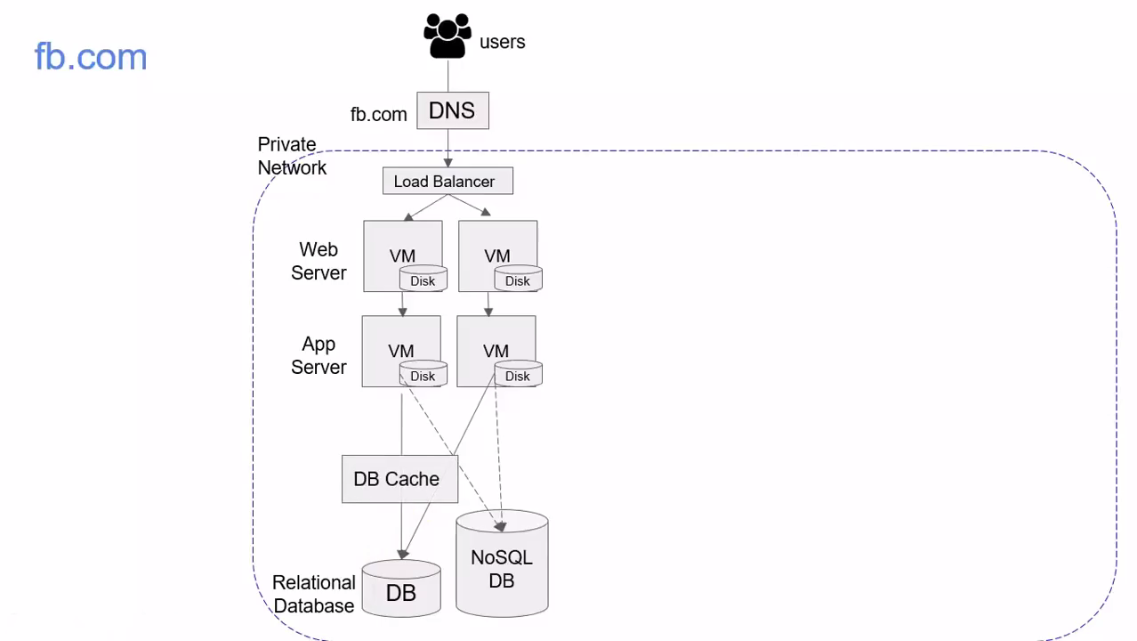 fb.com
users
fb.com
DNS
Private
Network
Load Balancer
Web
Server
VM
Disk
VM
Disk
App
Server
VM
Disk
VM
Disk
DB Cache
NoSQL
DB
Relational
Database
DB